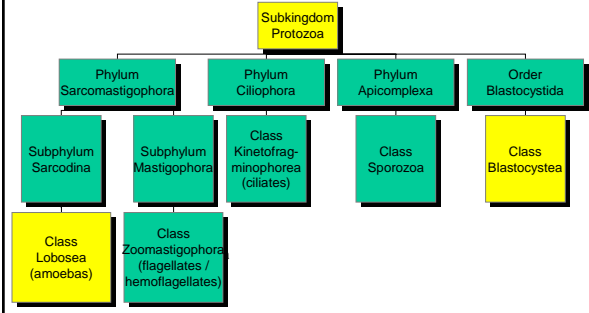 Subkingdom
Protozoa
Phylum
Sarcomastigophora
Phylum
Ciliophora
Phylum
Apicomplexa
Order
Blastocystida
Subphylum
Sarcodina
Subphylum
Mastigophora
Class
Kinetofrag-
minophorea
(ciliates)
Class
Sporozoa
Class
Blastocystea
Class
Lobosea
(amoebas)
Class
Zoomastigophora
(flagellates /
hemoflagellates)